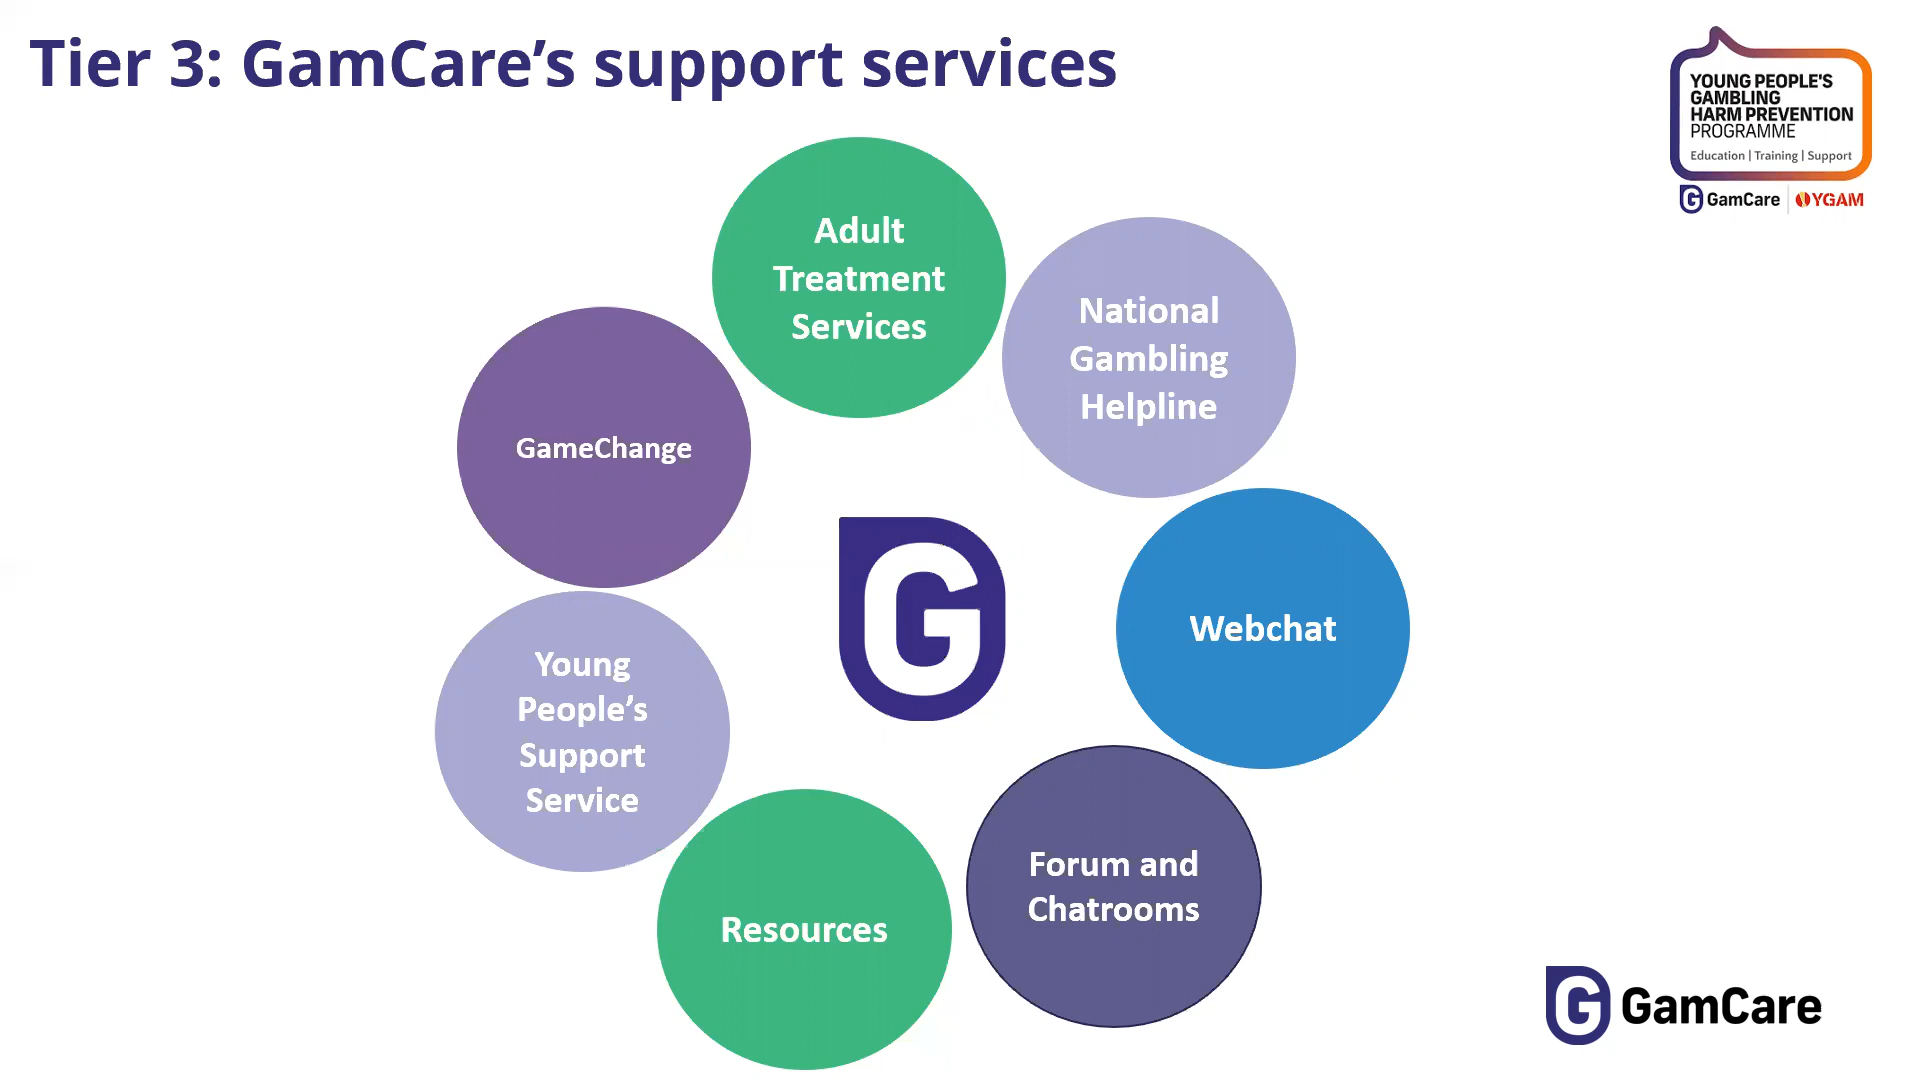 Tier 3: GamCare’s support services
YOUNG PEOPLE'S
GAMBLING
HARM PREVENTION
PROGRAMME
Education | Training | Support
GamCare
YGAM
Adult
Treatment
Services
National
Gambling
Helpline
Webchat
Forum and
Chatrooms
Resources
Young
People’s
Support
Service
GameChange
G
G GamCare